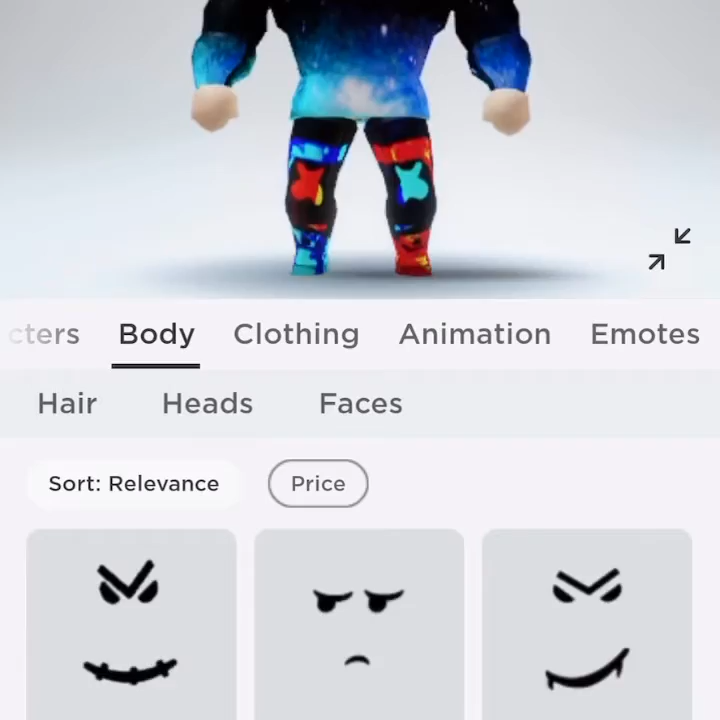 cters Body Clothing Animation Emotes
Hair Heads Faces
Sort: Relevance Price